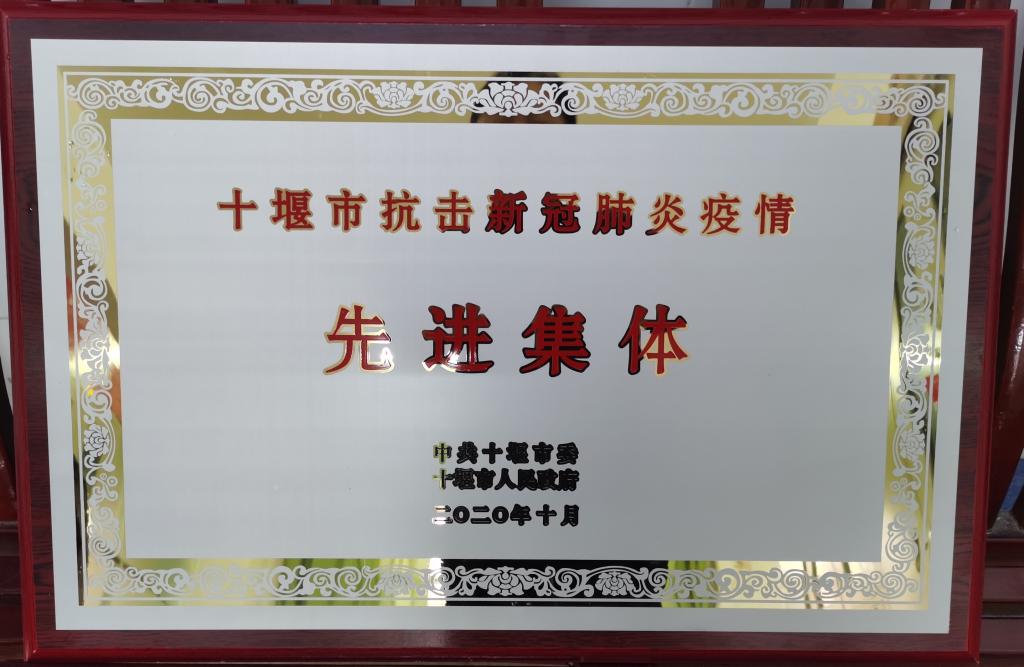 十堰市抗击新冠肺炎疫情
先进集体
中共十堰市委
十堰市人民政府
二〇二〇年十月